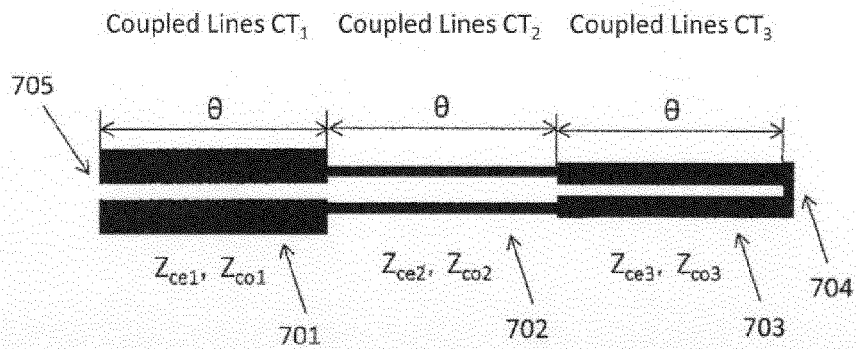 Coupled Lines CT₁ Coupled Lines CT₂ Coupled Lines CT₃
705
θ θ θ
Z_ce1, Z_co1 Z_ce2, Z_co2 Z_ce3, Z_co3
704
701 702 703